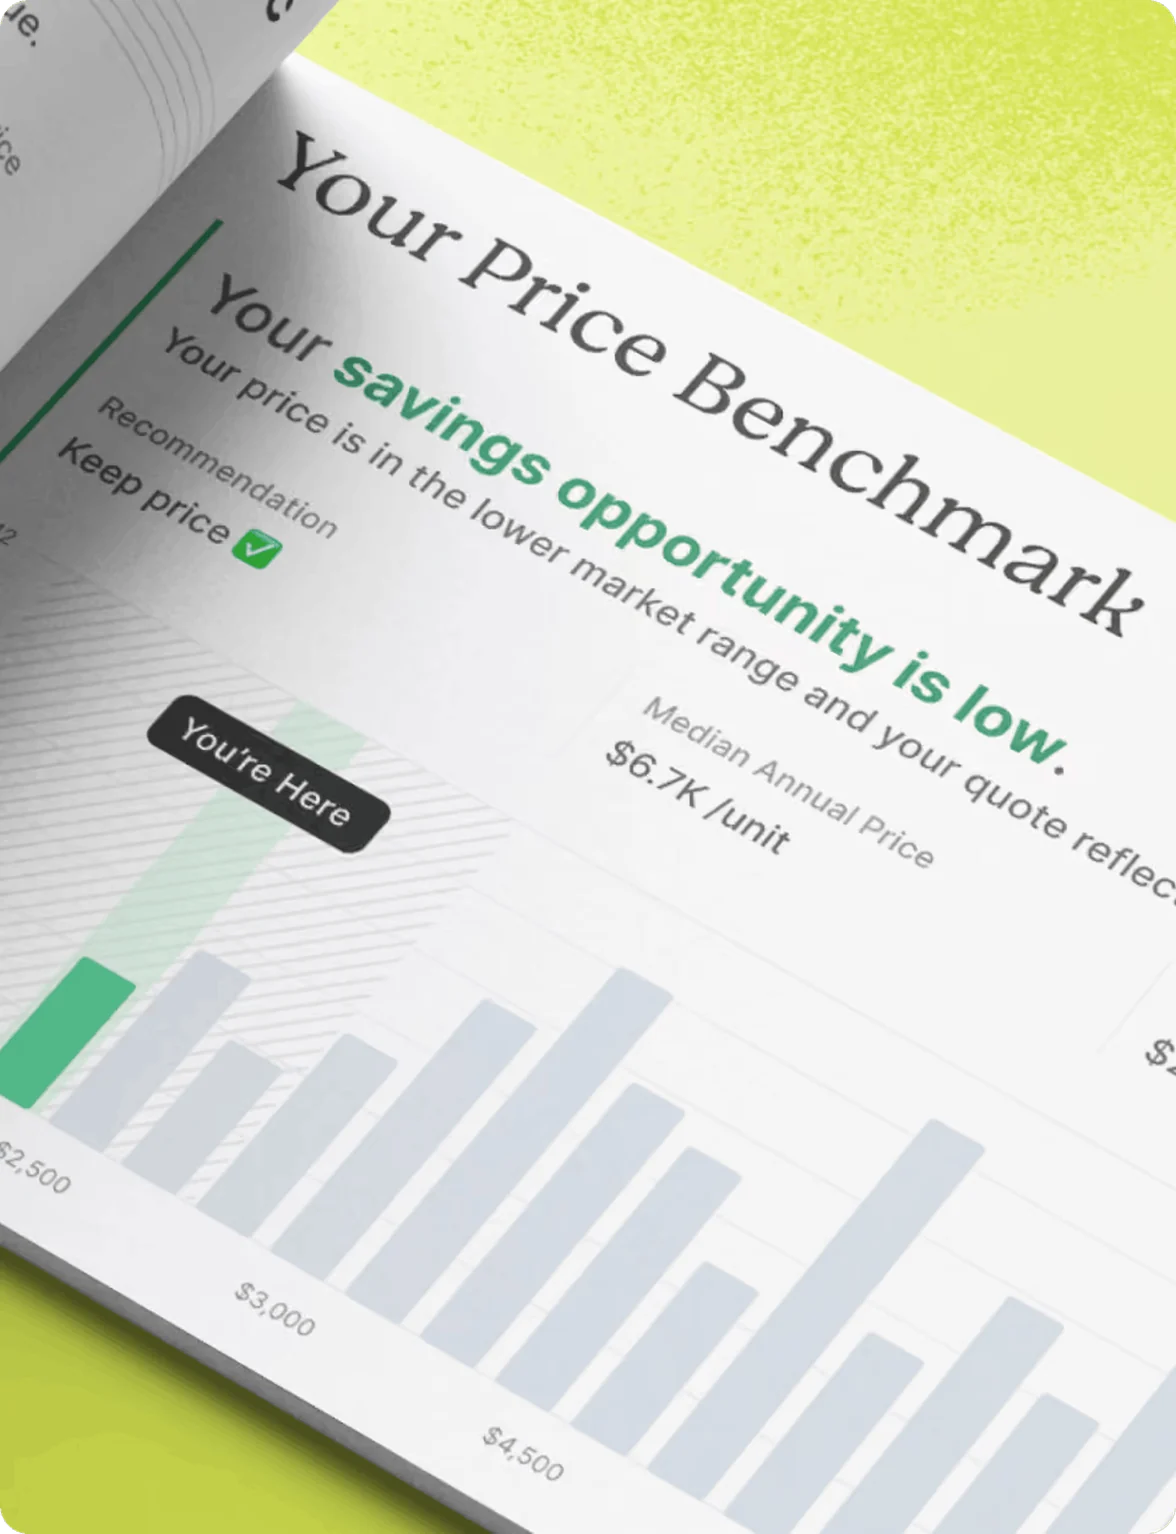 Your Price Benchmark
Your savings opportunity is low.
Your price is in the lower market range and your quote
Recommendation
Keep price ✅
Median Annual Price
$6.7K /unit
You're Here
$2,500
$3,000
$4,500